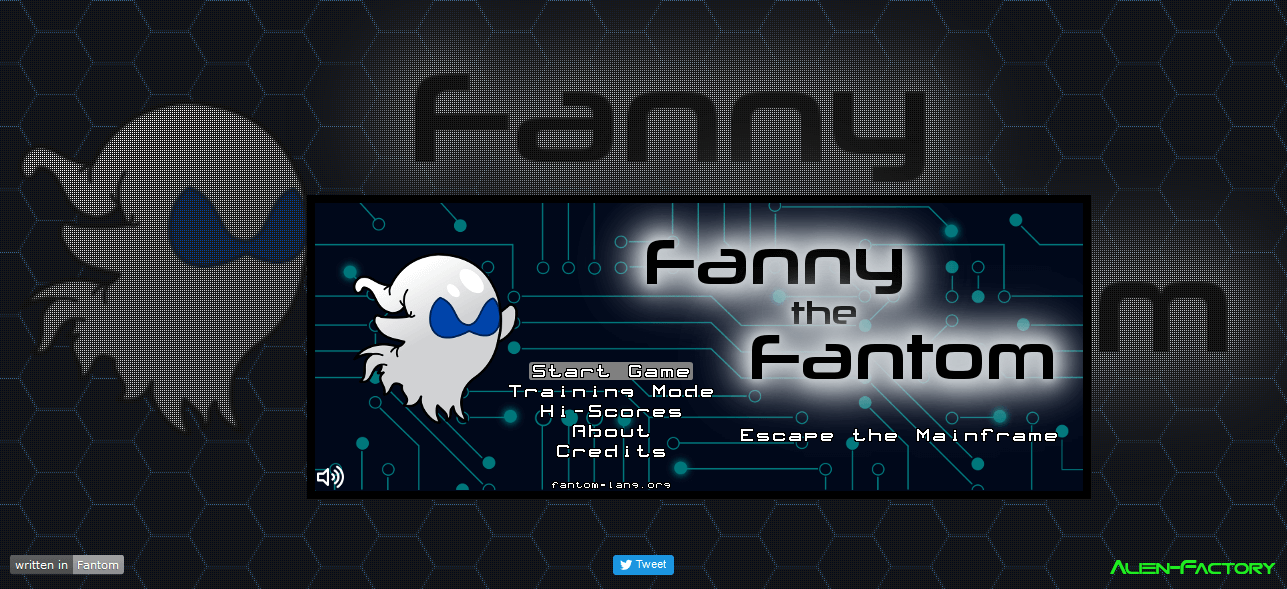 Fanny
m
Fanny
the
Fantom
Start Game
Training Mode
Hi-Scores
About
Credits
Escape the Mainframe
fantom-lang.org
written in Fantom
Tweet
Alien-Factory